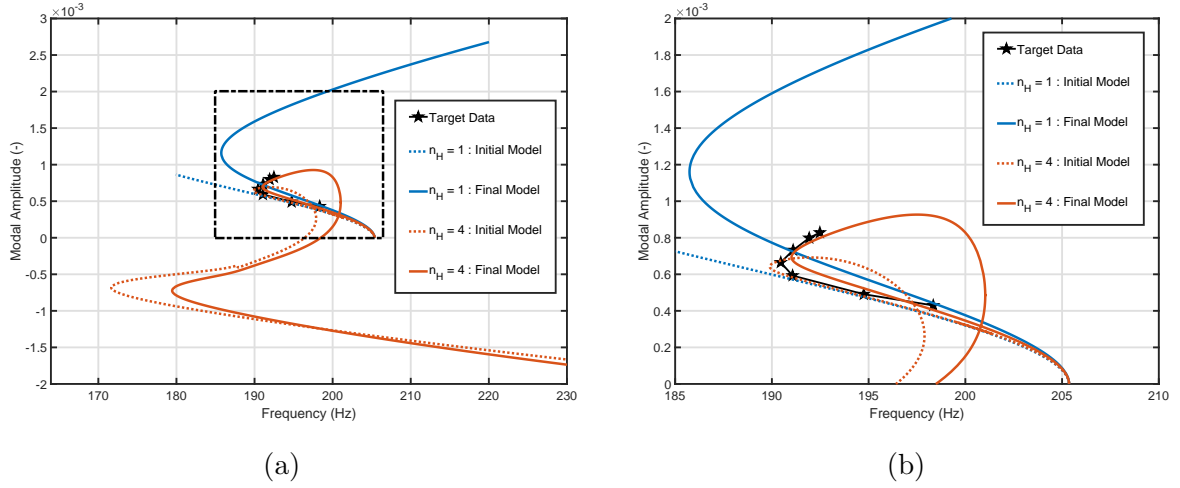 ×10⁻³
3
2.5
2
1.5
1
0.5
0
-0.5
-1
-1.5
-2
170 180 190 200 210 220 230
Modal Amplitude (-)
Frequency (Hz)
Target Data
n_H = 1 : Initial Model
n_H = 1 : Final Model
n_H = 4 : Initial Model
n_H = 4 : Final Model
(a)
×10⁻³
2
1.8
1.6
1.4
1.2
1
0.8
0.6
0.4
0.2
0
185 190 195 200 205 210
Modal Amplitude (-)
Frequency (Hz)
Target Data
n_H = 1 : Initial Model
n_H = 1 : Final Model
n_H = 4 : Initial Model
n_H = 4 : Final Model
(b)